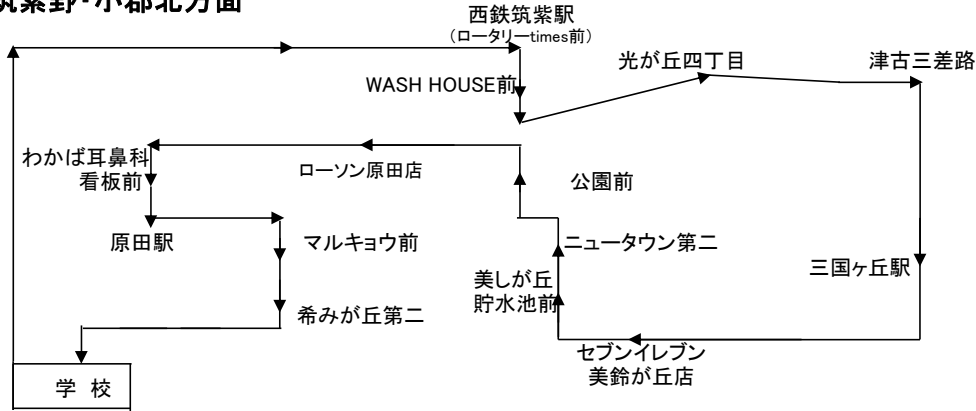 筑紫野・小郡北方面
西鉄筑紫駅
（ロータリーtimes前）
光が丘四丁目
津古三差路
WASH HOUSE前
わかば耳鼻科
看板前
ローソン原田店
公園前
原田駅
マルキョウ前
ニュータウン第二
三国ヶ丘駅
美しが丘
貯水池前
希みが丘第二
セブンイレブン
美鈴が丘店
学 校